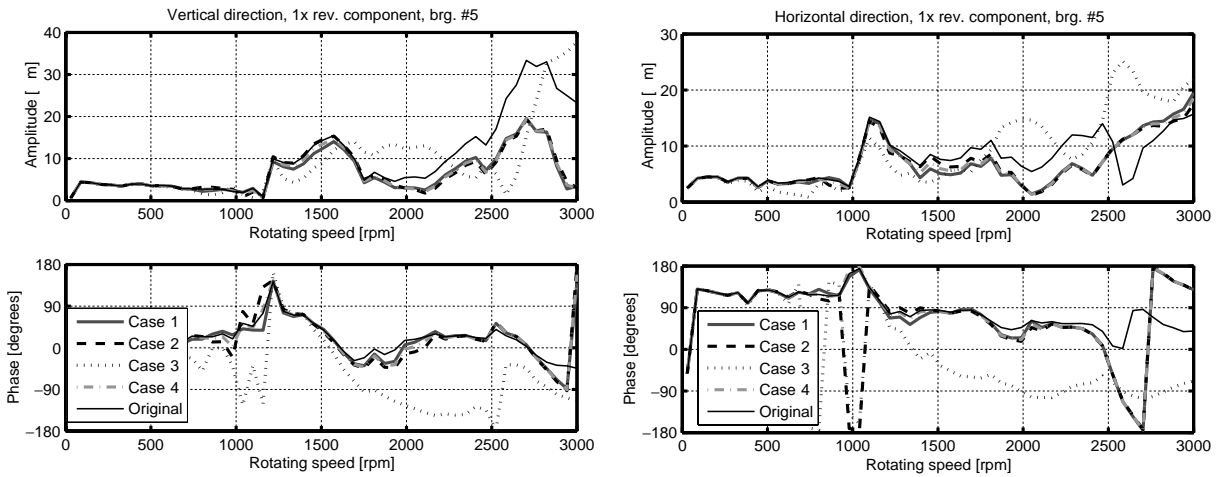 Vertical direction, 1x rev. component, brg. #5
40
30
20
10
0
Amplitude [ m]
0 500 1000 1500 2000 2500 3000
Rotating speed [rpm]
180
90
0
−90
−180
Phase [degrees]
Case 1
Case 2
Case 3
Case 4
Original
0 500 1000 1500 2000 2500 3000
Rotating speed [rpm]
Horizontal direction, 1x rev. component, brg. #5
30
20
10
0
Amplitude [ m]
0 500 1000 1500 2000 2500 3000
Rotating speed [rpm]
180
90
0
−90
−180
Phase [degrees]
Case 1
Case 2
Case 3
Case 4
Original
0 500 1000 1500 2000 2500 3000
Rotating speed [rpm]